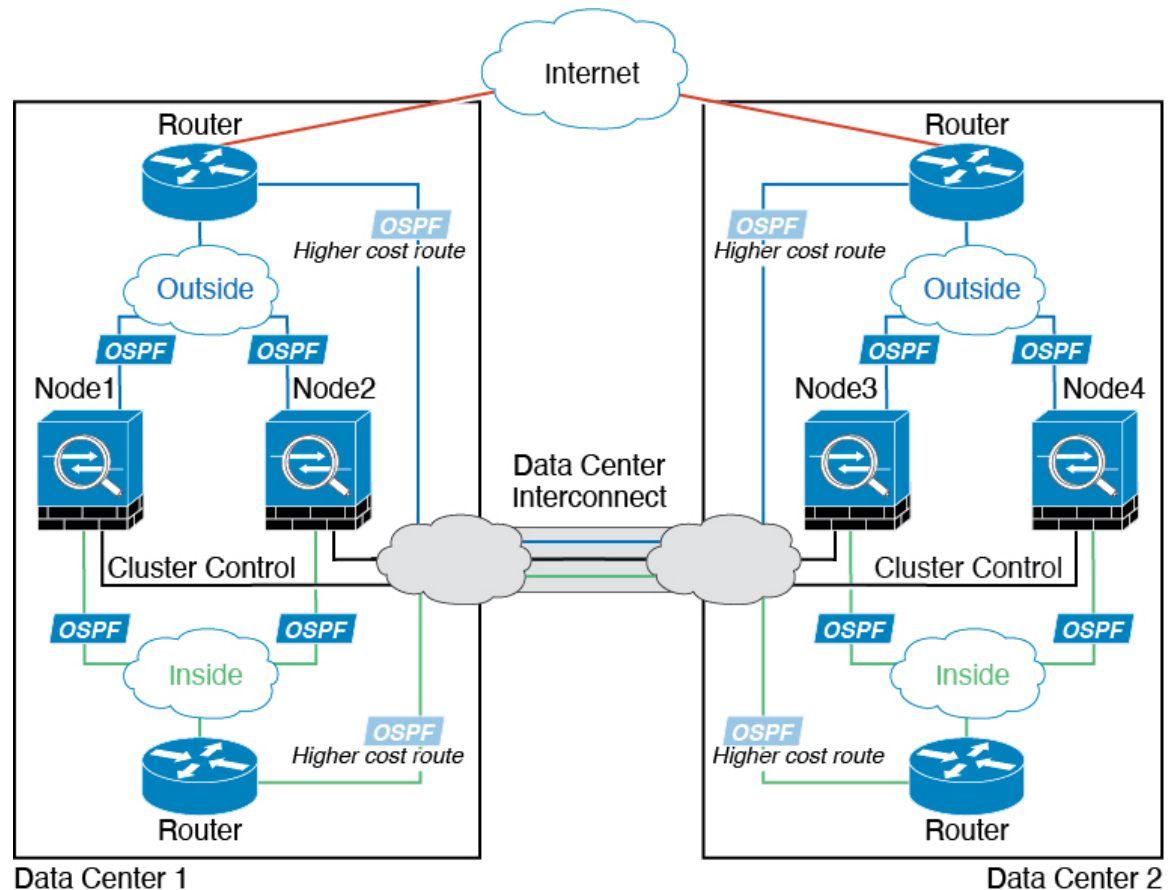 Internet
Router
Router
OSPF
Higher cost route
OSPF
Higher cost route
Outside
Outside
OSPF
OSPF
OSPF
OSPF
Node1
Node2
Node3
Node4
Data Center
Interconnect
Cluster Control
Cluster Control
OSPF
OSPF
OSPF
OSPF
Inside
Inside
OSPF
Higher cost route
OSPF
Higher cost route
Router
Router
Data Center 1
Data Center 2